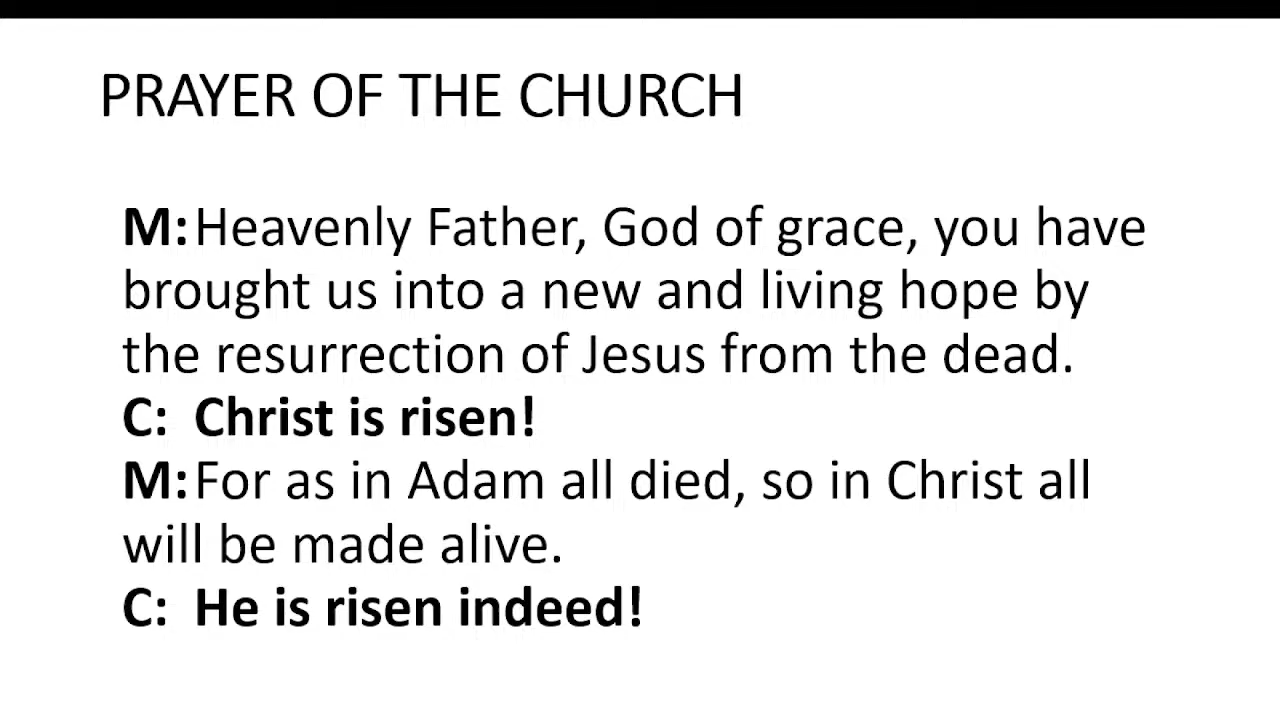 PRAYER OF THE CHURCH
M: Heavenly Father, God of grace, you have
brought us into a new and living hope by
the resurrection of Jesus from the dead.
C: Christ is risen!
M: For as in Adam all died, so in Christ all
will be made alive.
C: He is risen indeed!